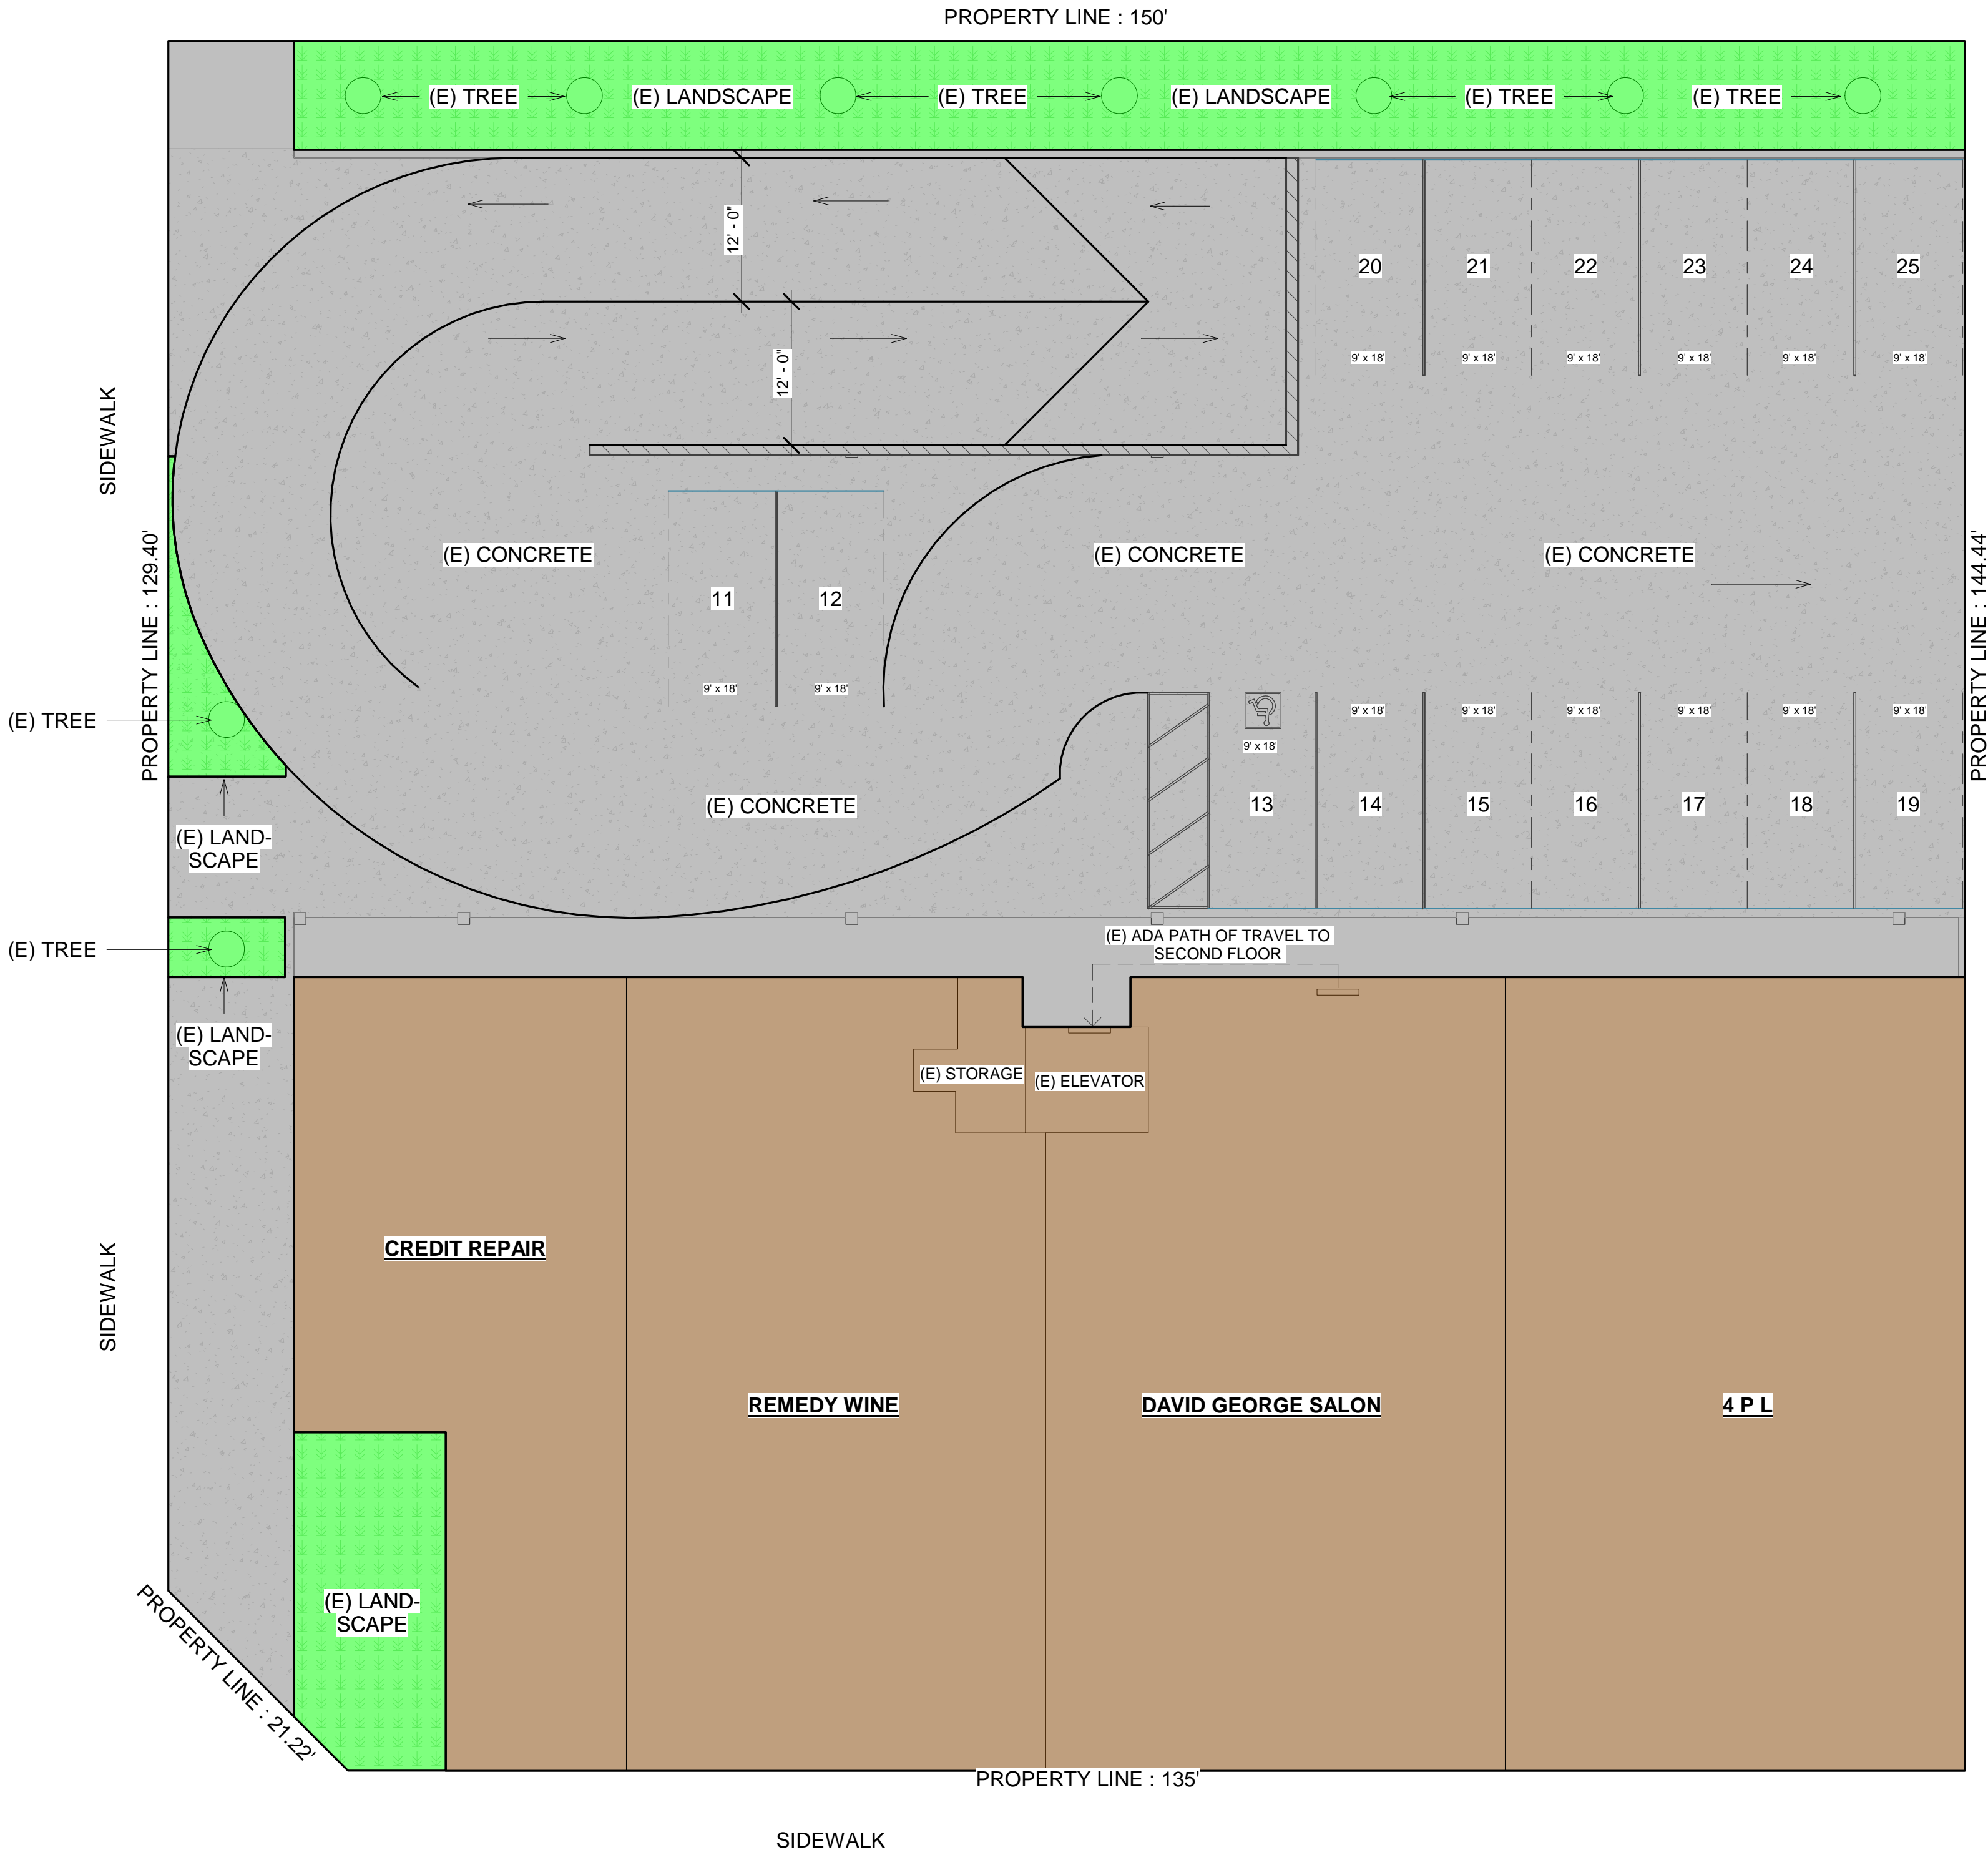 PROPERTY LINE : 150'
(E) TREE
(E) LANDSCAPE
(E) TREE
(E) LANDSCAPE
(E) TREE
(E) TREE
12' - 0"
12' - 0"
20
21
22
23
24
25
9' x 18'
9' x 18'
9' x 18'
9' x 18'
9' x 18'
9' x 18'
SIDEWALK
PROPERTY LINE : 129.40'
PROPERTY LINE : 144.44'
(E) CONCRETE
(E) CONCRETE
(E) CONCRETE
11
12
9' x 18'
9' x 18'
(E) TREE
9' x 18'
9' x 18'
9' x 18'
9' x 18'
9' x 18'
9' x 18'
9' x 18'
(E) CONCRETE
13
14
15
16
17
18
19
(E) LAND-
SCAPE
(E) TREE
(E) ADA PATH OF TRAVEL TO
SECOND FLOOR
(E) LAND-
SCAPE
(E) STORAGE
(E) ELEVATOR
SIDEWALK
CREDIT REPAIR
REMEDY WINE
DAVID GEORGE SALON
4 P L
(E) LAND-
SCAPE
PROPERTY LINE : 21.22'
PROPERTY LINE : 135'
SIDEWALK